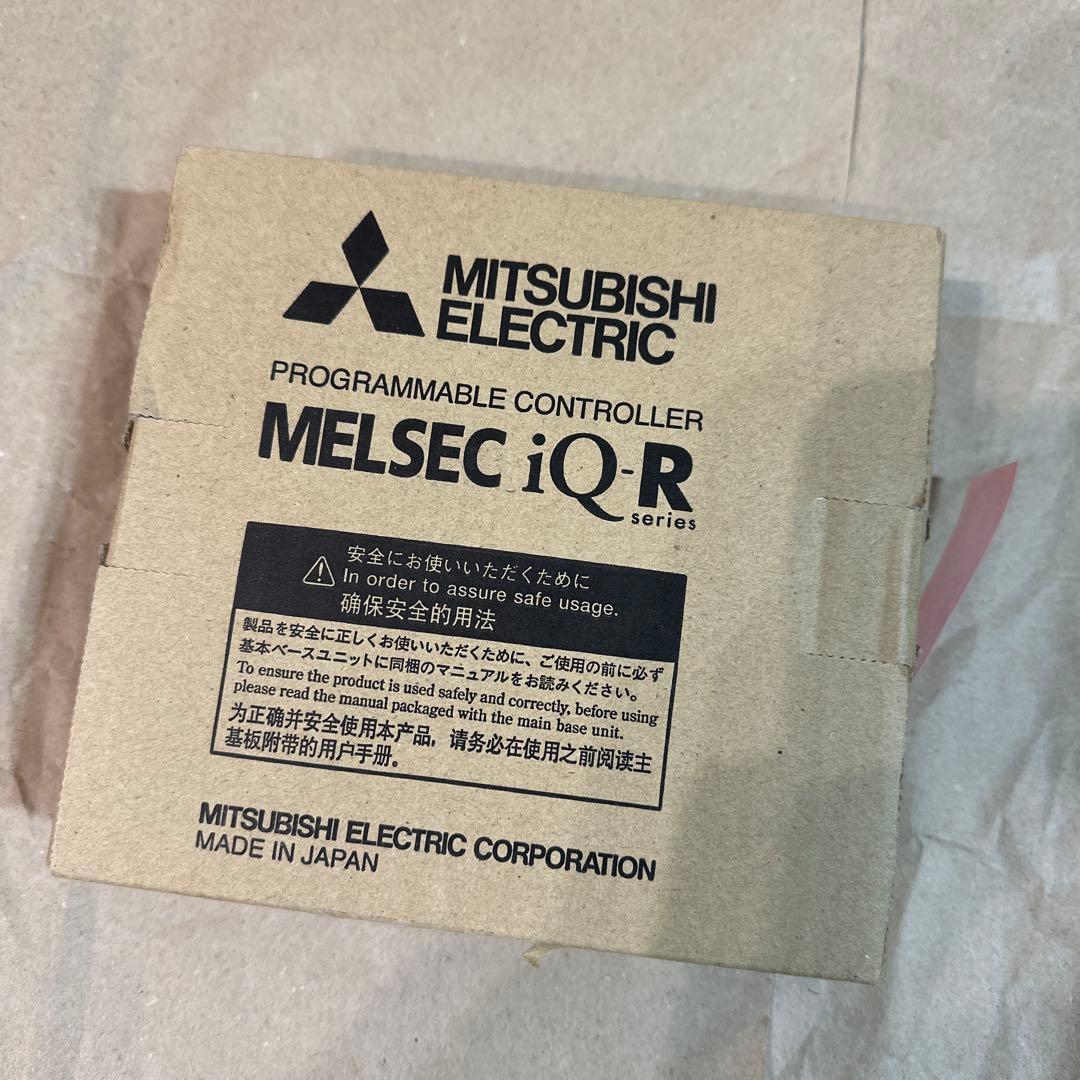 MITSUBISHI
ELECTRIC
PROGRAMMABLE CONTROLLER
MELSEC iQ-R
series
安全にお使いいただくために
In order to assure safe usage.
确保安全的用法
製品を安全に正しくお使いいただくために、ご使用の前に必ず
基本ベースユニットに同梱のマニュアルをお読みください。
To ensure the product is used safely and correctly, before using
please read the manual packaged with the main base unit.
为正确并安全使用本产品，请务必在使用之前阅读主
基板附带的用户手册。
MITSUBISHI ELECTRIC CORPORATION
MADE IN JAPAN